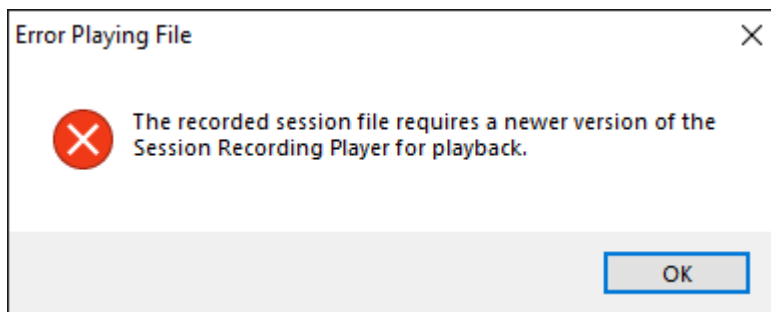 Error Playing File
The recorded session file requires a newer version of the
Session Recording Player for playback.
OK